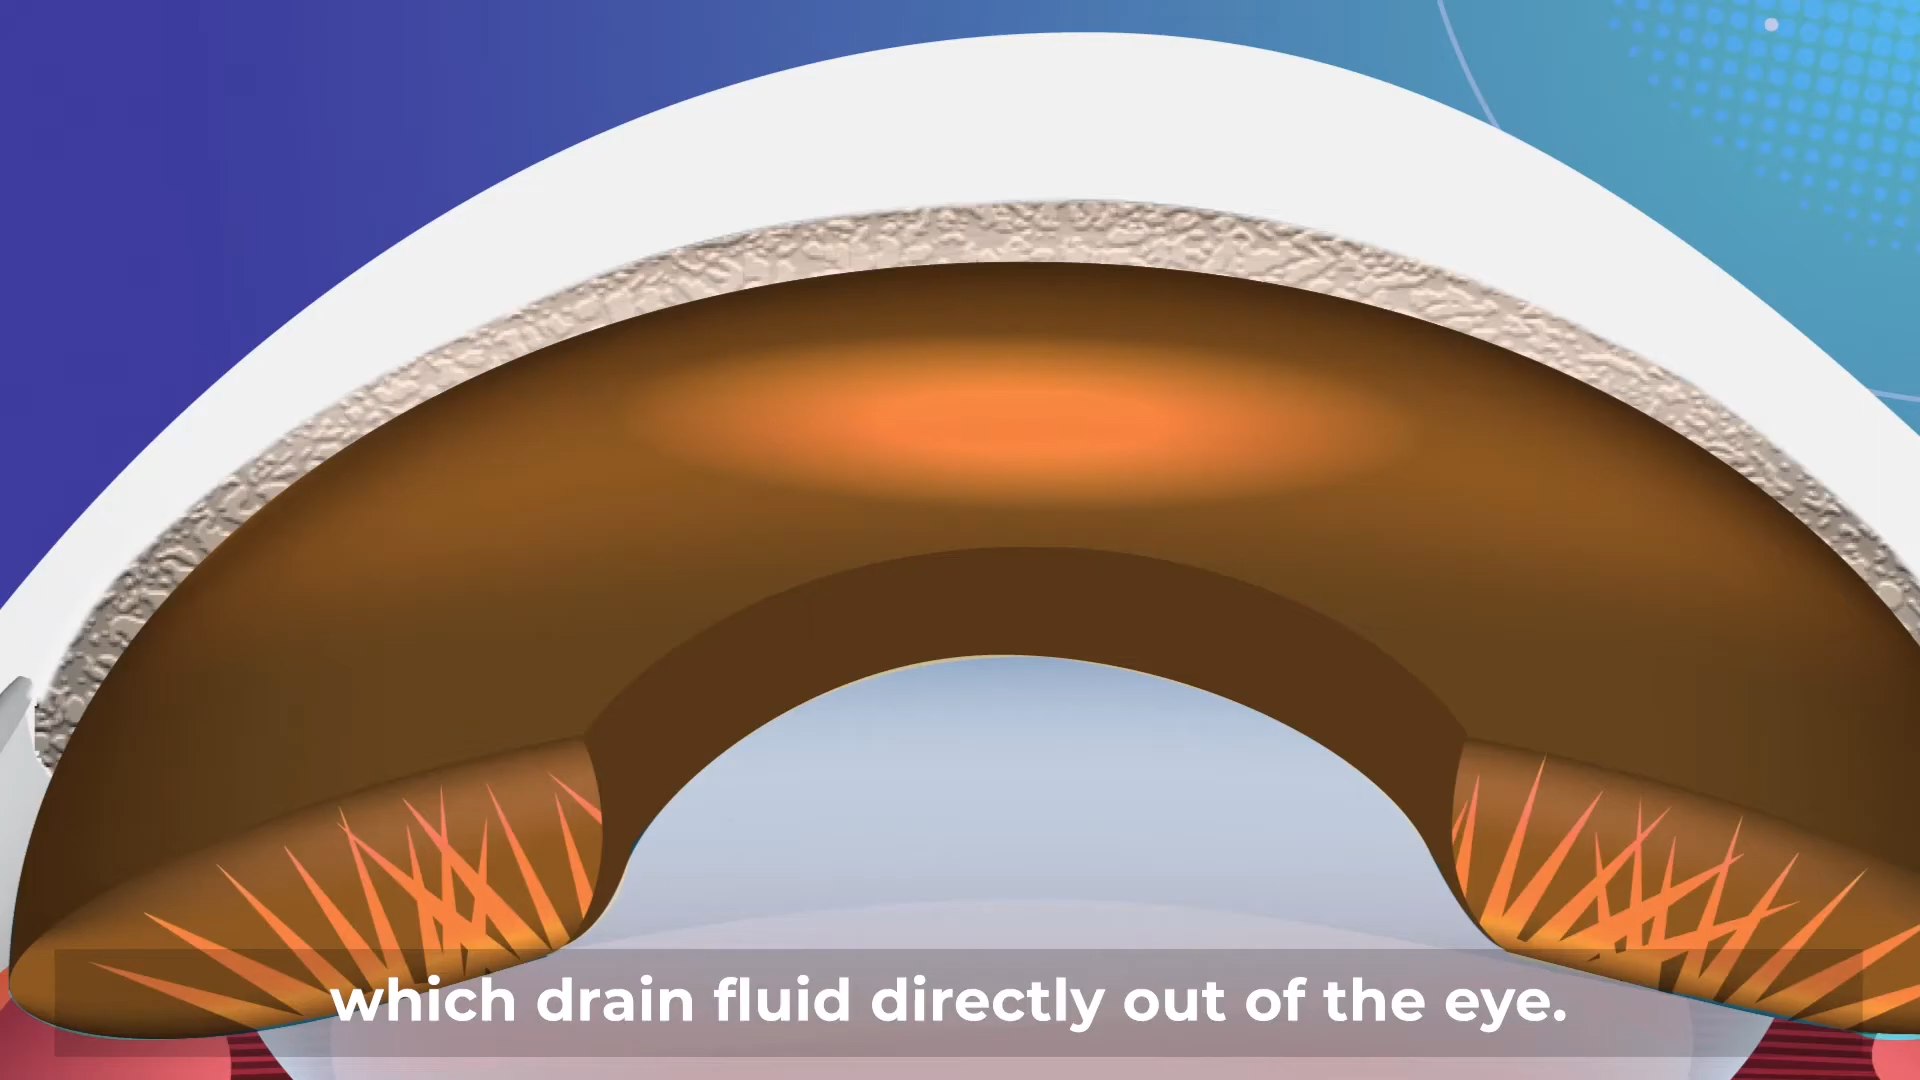 which drain fluid directly out of the eye.